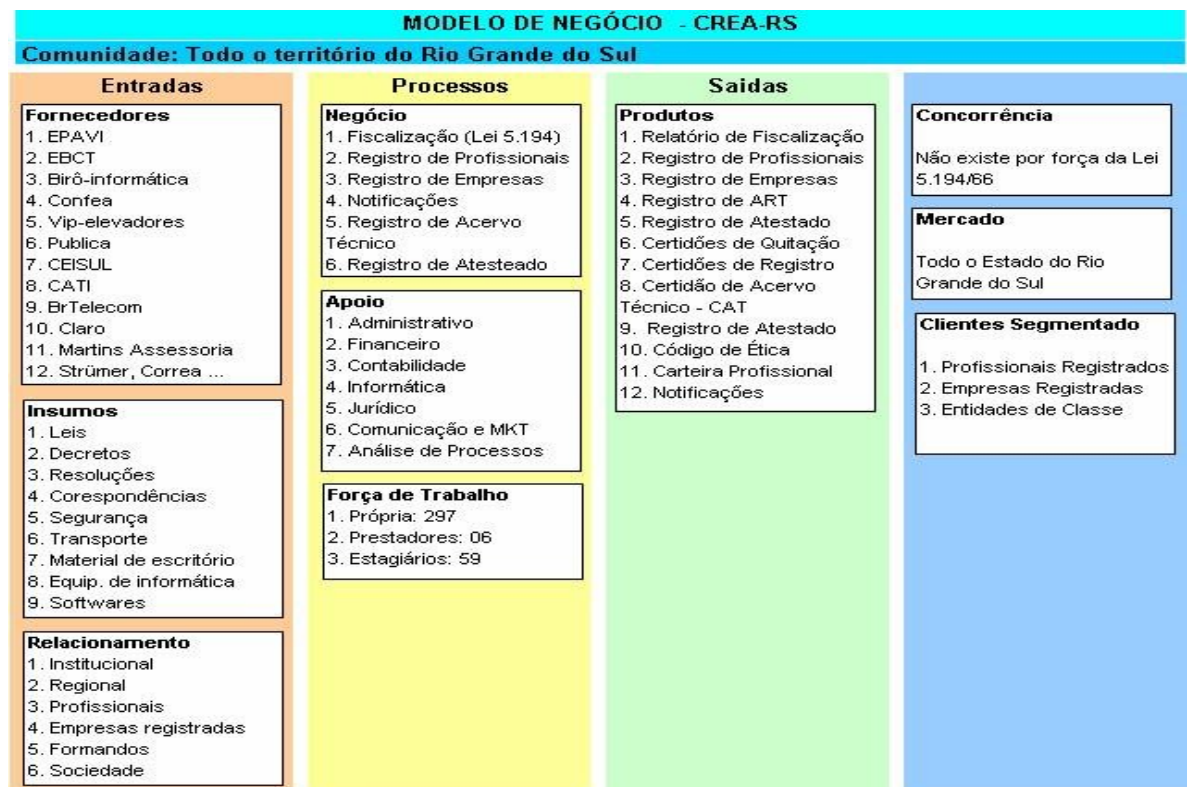 MODELO DE NEGÓCIO - CREA-RS
Comunidade: Todo o território do Rio Grande do Sul
Entradas
Fornecedores
1. EPAVI
2. EBCT
3. Birô-informática
4. Confea
5. Vip-elevadores
6. Publica
7. CEISUL
8. CATI
9. BrTelecom
10. Claro
11. Martins Assessoria
12. Strümer, Correa ...
Insumos
1. Leis
2. Decretos
3. Resoluções
4. Corespondências
5. Segurança
6. Transporte
7. Material de escritório
8. Equip. de informática
9. Softwares
Relacionamento
1. Institucional
2. Regional
3. Profissionais
4. Empresas registradas
5. Formandos
6. Sociedade
Processos
Negócio
1. Fiscalização (Lei 5.194)
2. Registro de Profissionais
3. Registro de Empresas
4. Notificações
5. Registro de Acervo
Técnico
6. Registro de Atesteado
Apoio
1. Administrativo
2. Financeiro
3. Contabilidade
4. Informática
5. Jurídico
6. Comunicação e MKT
7. Análise de Processos
Força de Trabalho
1. Própria: 297
2. Prestadores: 06
3. Estagiários: 59
Saidas
Produtos
1. Relatório de Fiscalização
2. Registro de Profissionais
3. Registro de Empresas
4. Registro de ART
5. Registro de Atestado
6. Certidões de Quitação
7. Certidões de Registro
8. Certidão de Acervo
Técnico - CAT
9. Registro de Atestado
10. Código de Ética
11. Carteira Profissional
12. Notificações
Concorrência
Não existe por força da Lei
5.194/66
Mercado
Todo o Estado do Rio
Grande do Sul
Clientes Segmentado
1. Profissionais Registrados
2. Empresas Registradas
3. Entidades de Classe